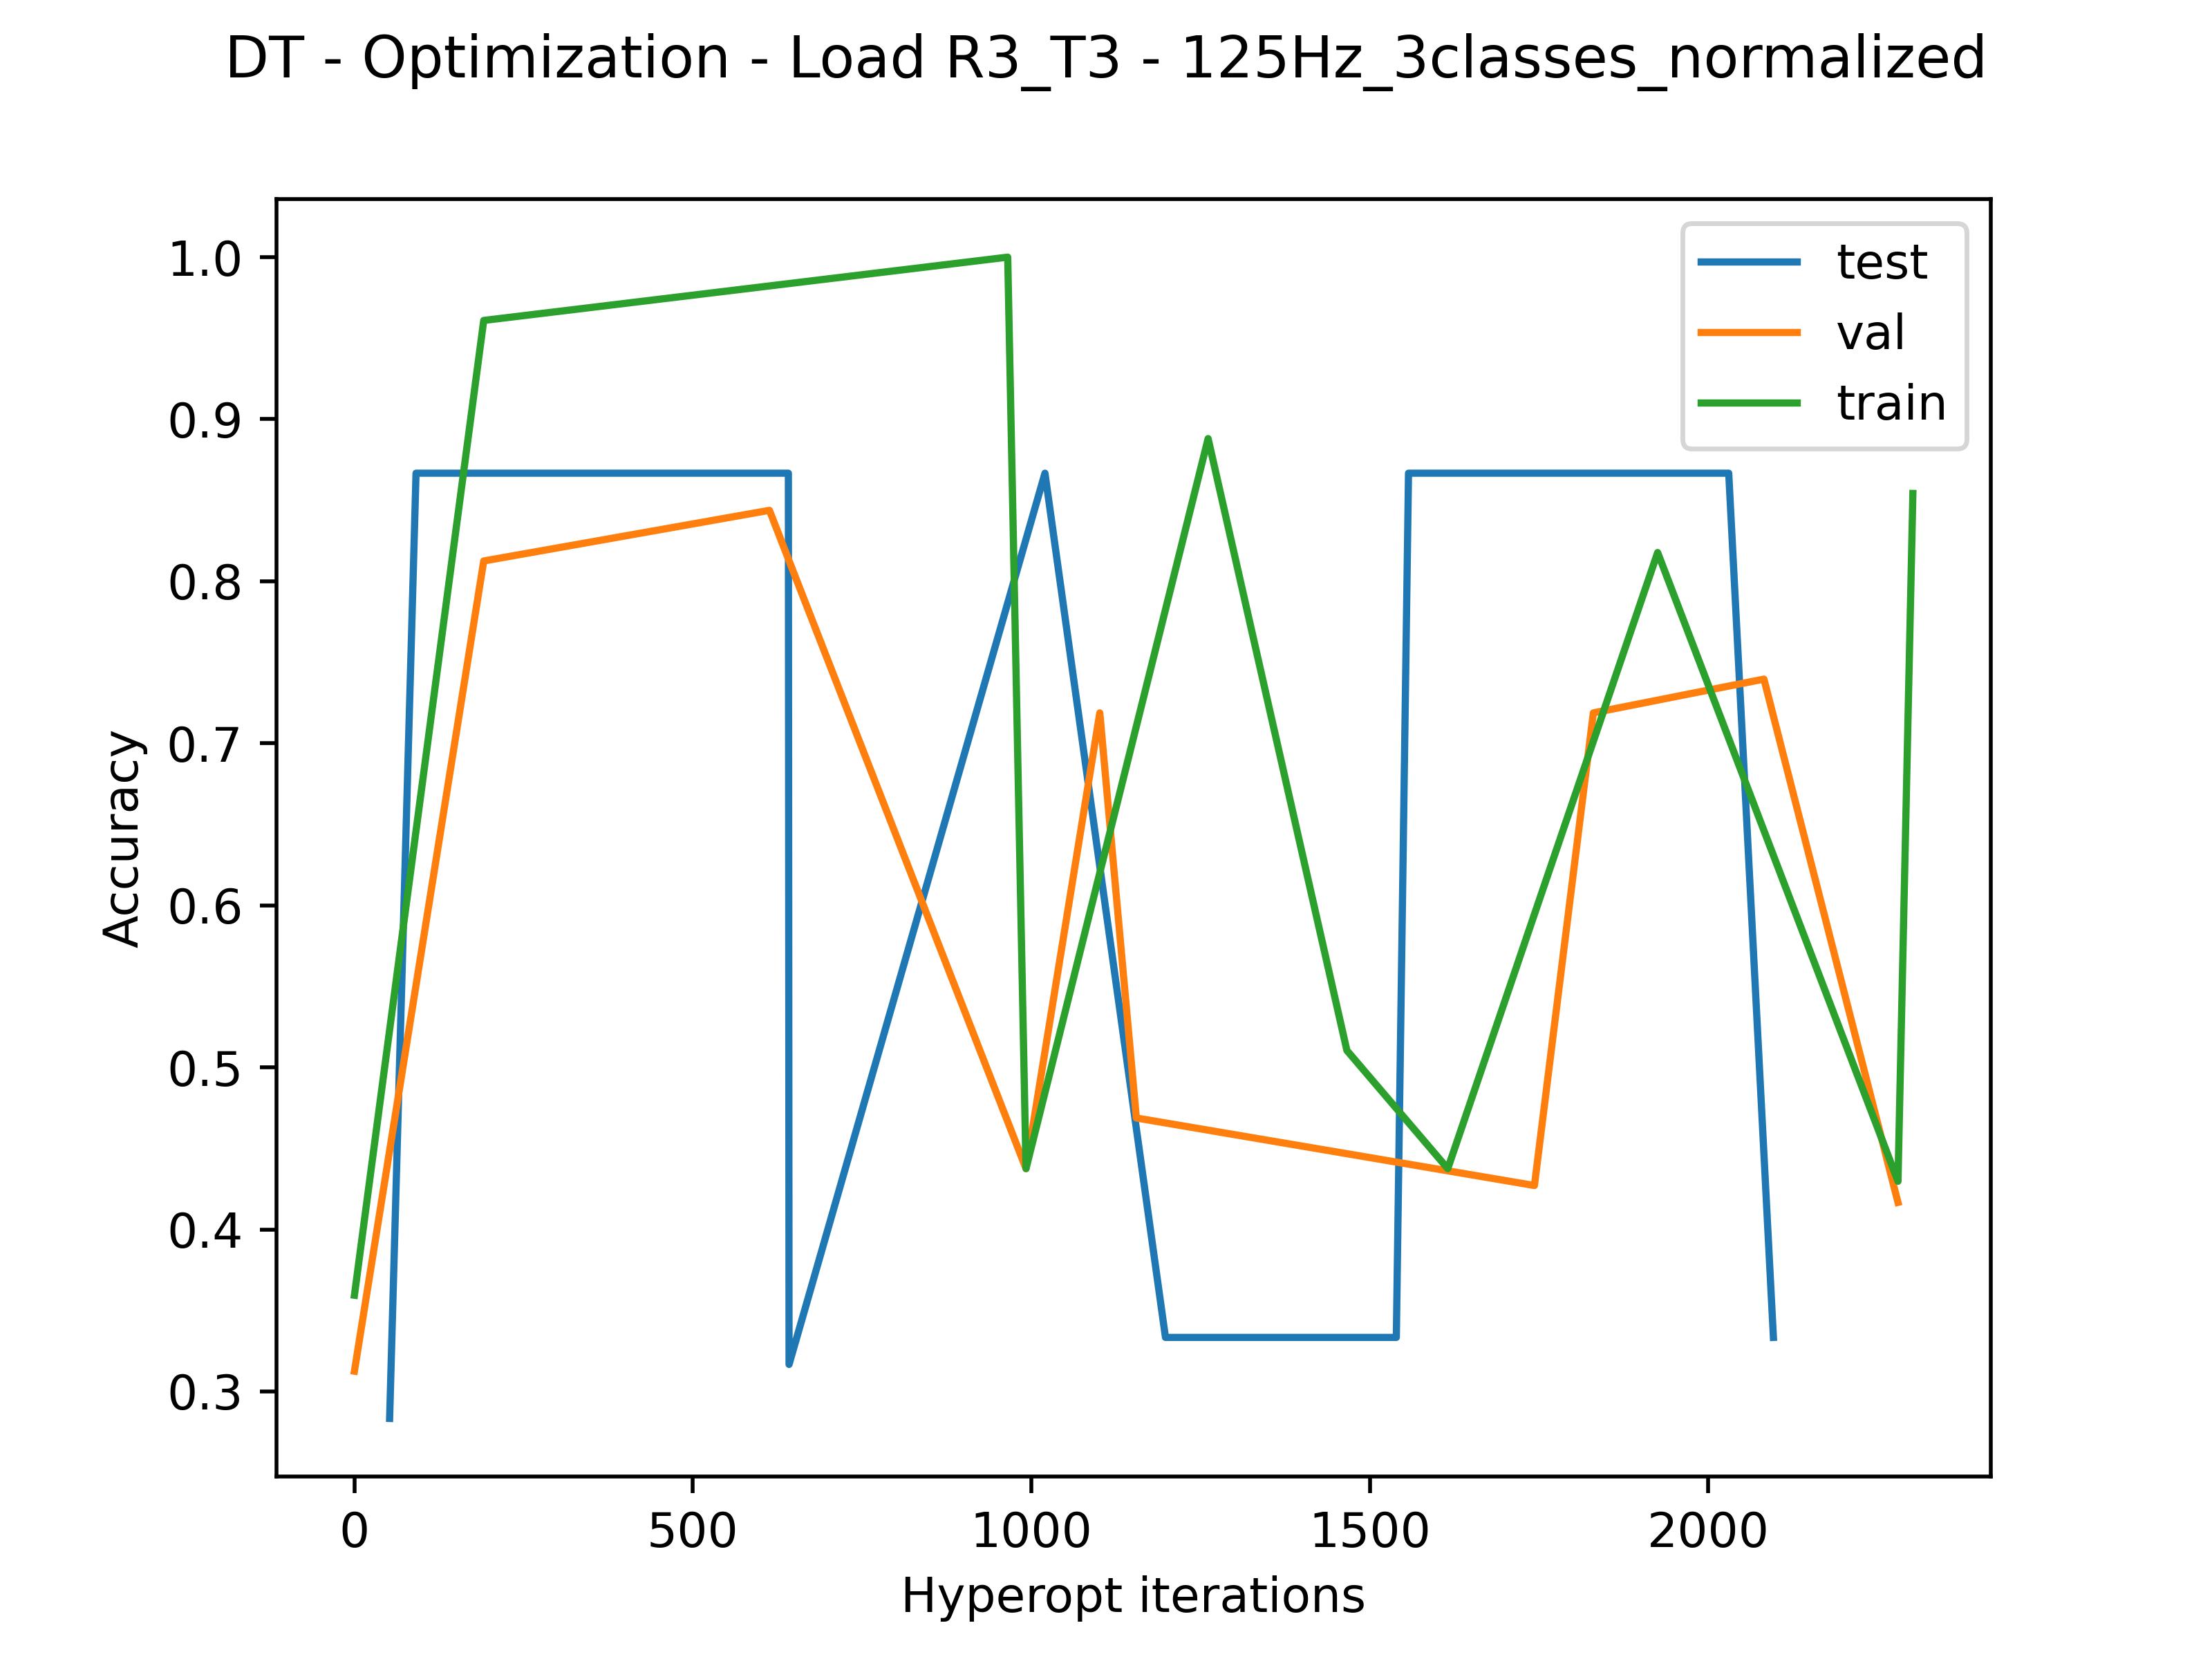 DT - Optimization - Load R3_T3 - 125Hz_3classes_normalized
1.0
0.9
0.8
0.7
0.6
0.5
0.4
0.3
Accuracy
test
val
train
0 500 1000 1500 2000
Hyperopt iterations